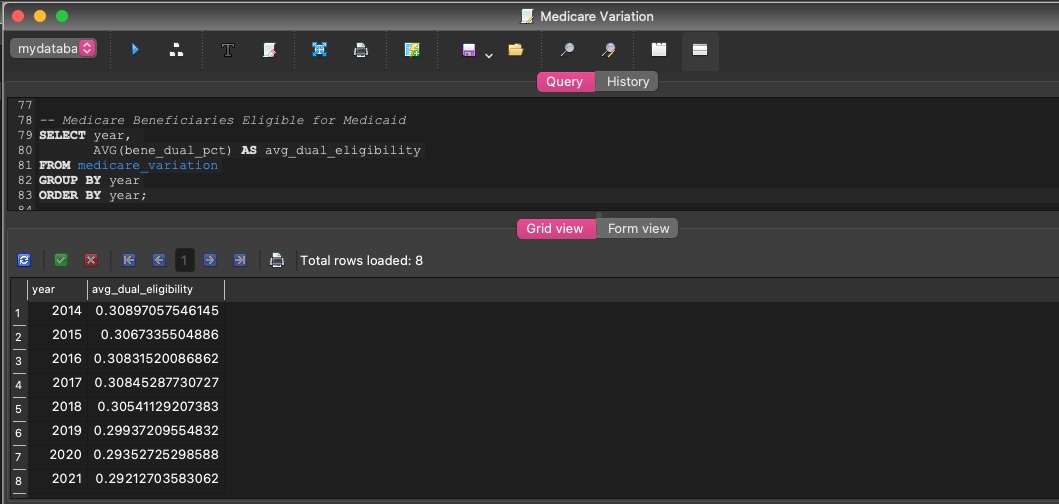 Medicare Variation
mydataba
T
Query History
77
78 -- Medicare Beneficiaries Eligible for Medicaid
79 SELECT year,
80 AVG(bene_dual_pct) AS avg_dual_eligibility
81 FROM medicare_variation
82 GROUP BY year
83 ORDER BY year;
84
Grid view Form view
1 Total rows loaded: 8
year avg_dual_eligibility
1 2014 0.30897057546145
2 2015 0.3067335504886
3 2016 0.30831520086862
4 2017 0.30845287730727
5 2018 0.30541129207383
6 2019 0.29937209554832
7 2020 0.29352725298588
8 2021 0.29212703583062